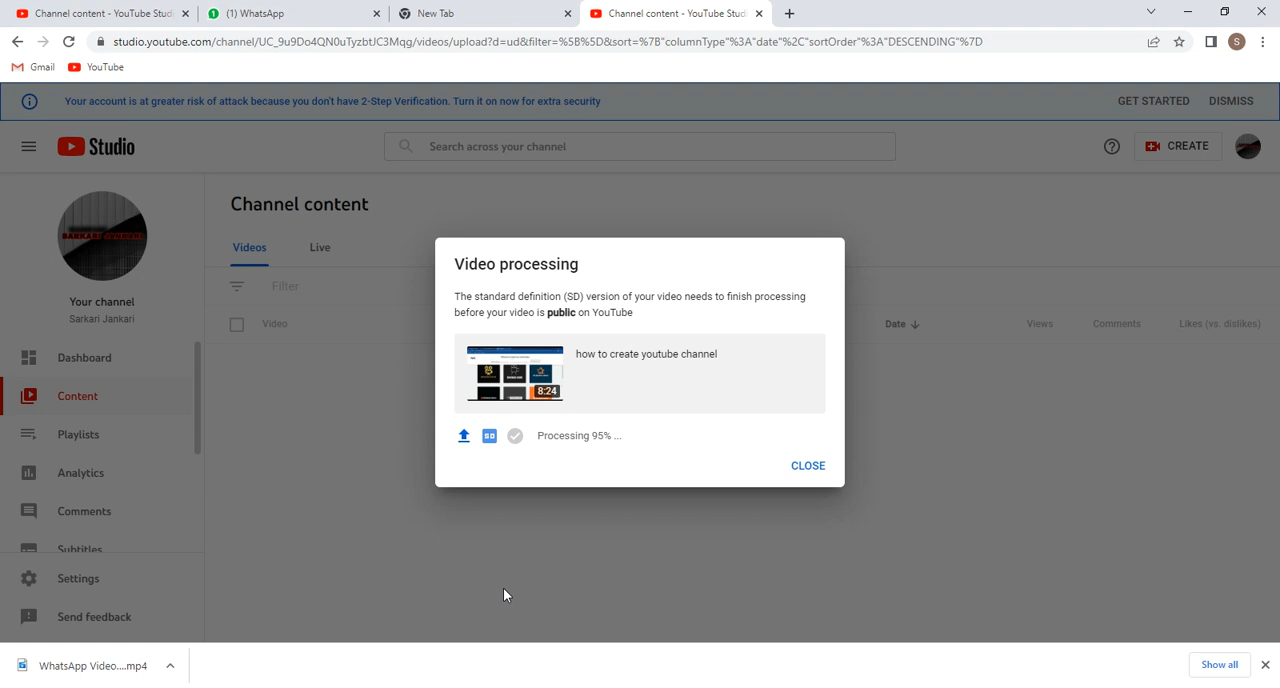 Channel content - YouTube Studi
(1) WhatsApp
New Tab
Channel content - YouTube Studi
studio.youtube.com/channel/UC_9u9Do4QN0uTyzbtJC3Mqg/videos/upload?d=ud&filter=%5B%5D&sort=%7B"columnType"%3A"date"%2C"sortOrder"%3A"DESCENDING"%7D
S
Gmail
YouTube
Your account is at greater risk of attack because you don't have 2-Step Verification. Turn it on now for extra security
GET STARTED
DISMISS
Studio
Search across your channel
CREATE
SARKARI JANKARI
Your channel
Sarkari Jankari
Dashboard
Content
Playlists
Analytics
Comments
Subtitles
Settings
Send feedback
Channel content
Videos
Live
Filter
Video
Date
Views
Comments
Likes (vs. dislikes)
Video processing
The standard definition (SD) version of your video needs to finish processing
before your video is public on YouTube
how to create youtube channel
8:24
SD
Processing 95% ...
CLOSE
WhatsApp Video....mp4
Show all